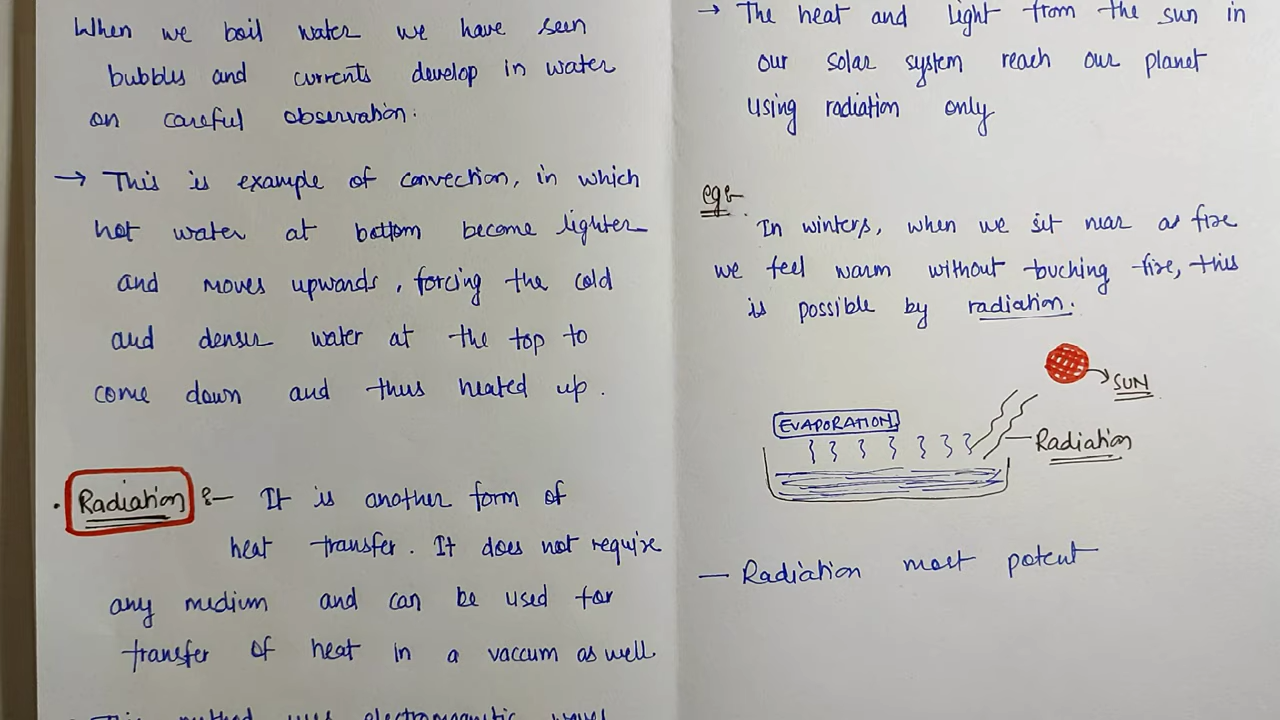 When we boil water we have seen
bubbles and currents develop in water
on careful observation.
→ This is example of convection, in which
hot water at bottom become lighter
and moves upwards, forcing the cold
and denser water at the top to
come down and thus heated up.
. Radiation :- It is another form of
heat transfer. It does not require
any medium and can be used for
transfer of heat in a vaccum as well
This method uses electromagnetic waves
→ The heat and light from the sun in
our solar system reach our planet
using radiation only
eg:-
In winters, when we sit near a fire
we feel warm without touching fire, this
is possible by radiation.
SUN
EVAPORATION
Radiation
— Radiation most potent